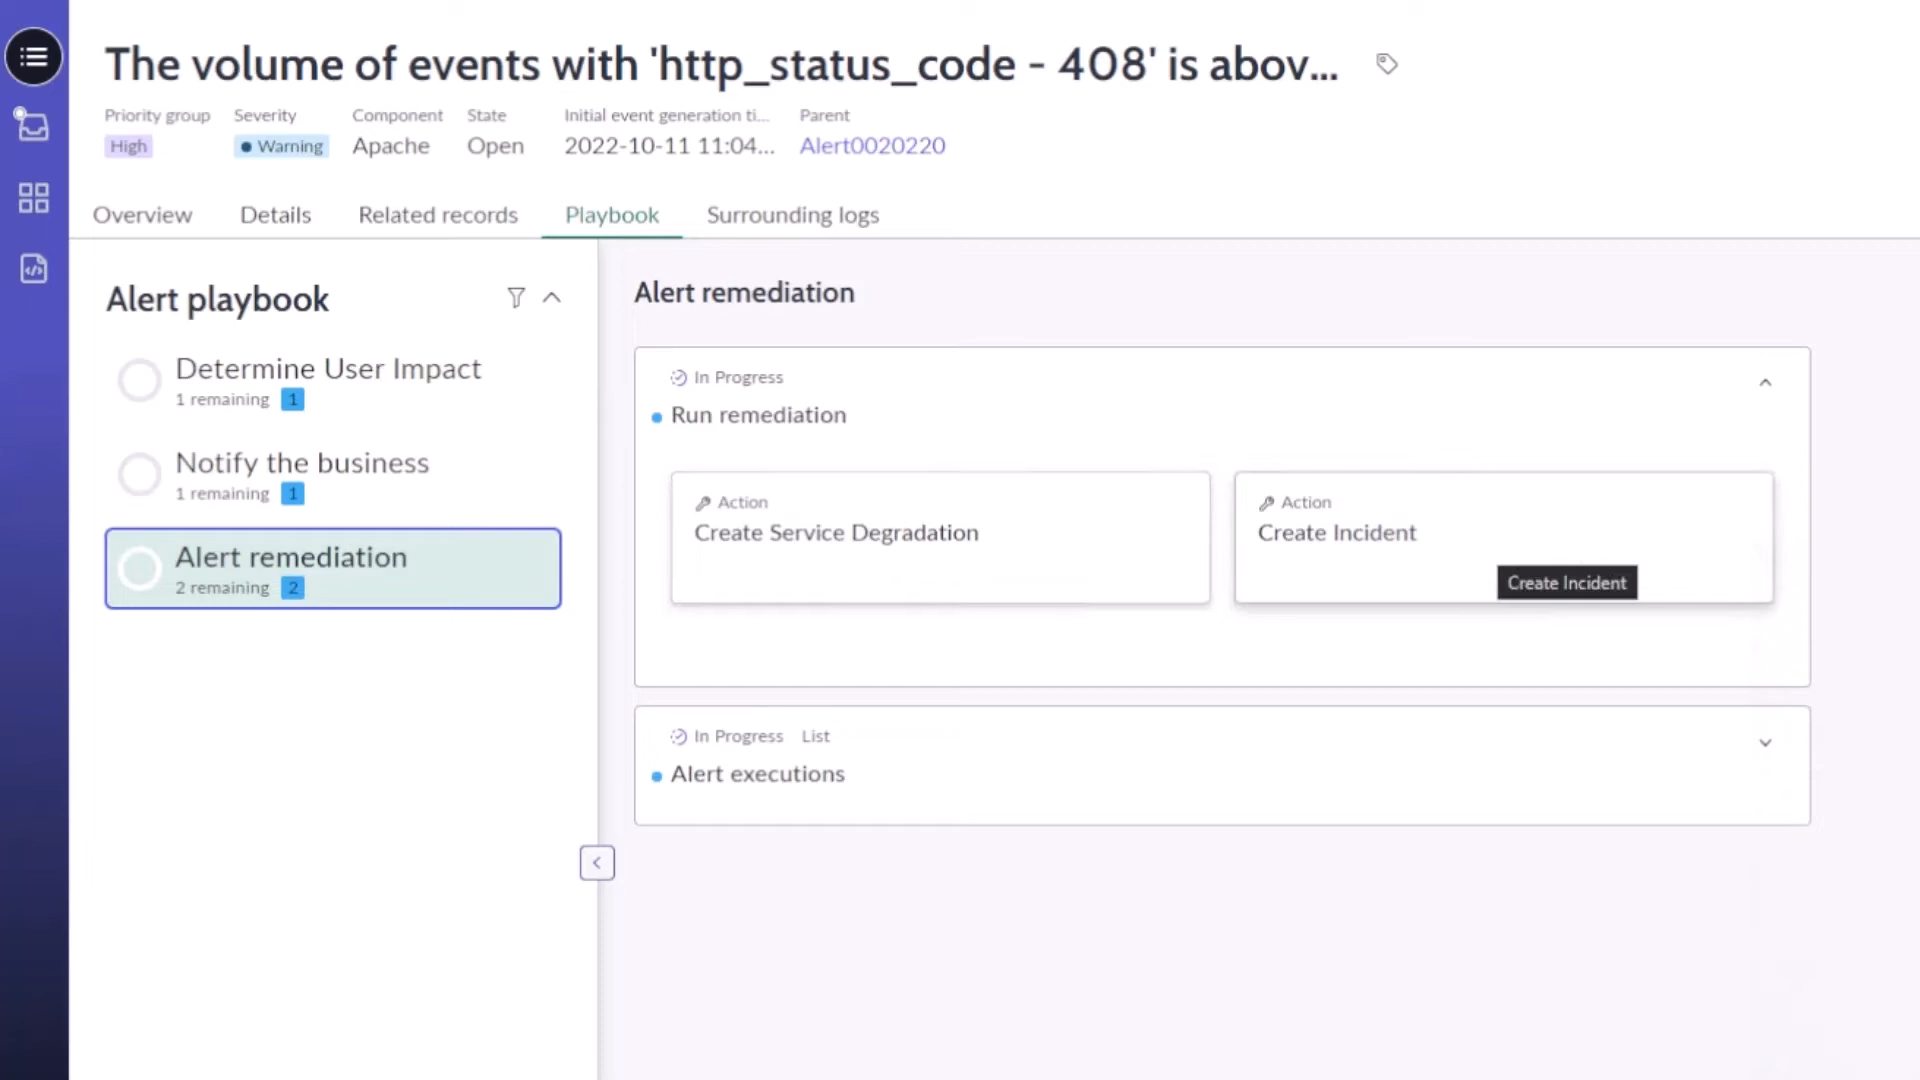 The volume of events with 'http_status_code - 408' is abov...
Priority group
Severity
Component
State
Initial event generation ti...
Parent
High
Warning
Apache
Open
2022-10-11 11:04...
Alert0020220
Overview
Details
Related records
Playbook
Surrounding logs
Alert playbook
Determine User Impact
1 remaining 1
Notify the business
1 remaining 1
Alert remediation
2 remaining 2
Alert remediation
In Progress
Run remediation
Action
Create Service Degradation
Action
Create Incident
Create Incident
In Progress List
Alert executions